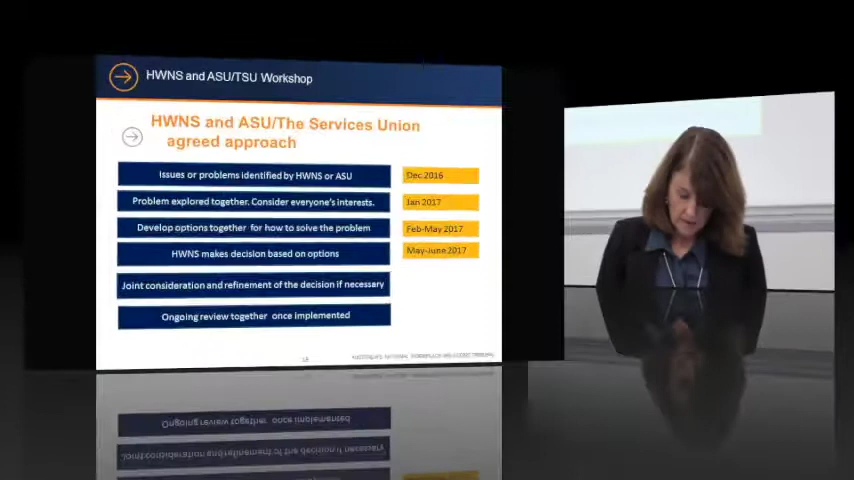 HWNS and ASU/TSU Workshop
HWNS and ASU/The Services Union
agreed approach
Issues or problems identified by HWNS or ASU
Dec 2016
Problem explored together. Consider everyone's interests.
Jan 2017
Develop options together for how to solve the problem
Feb-May 2017
HWNS makes decision based on options
May-June 2017
Joint consideration and refinement of the decision if necessary
Ongoing review together once implemented